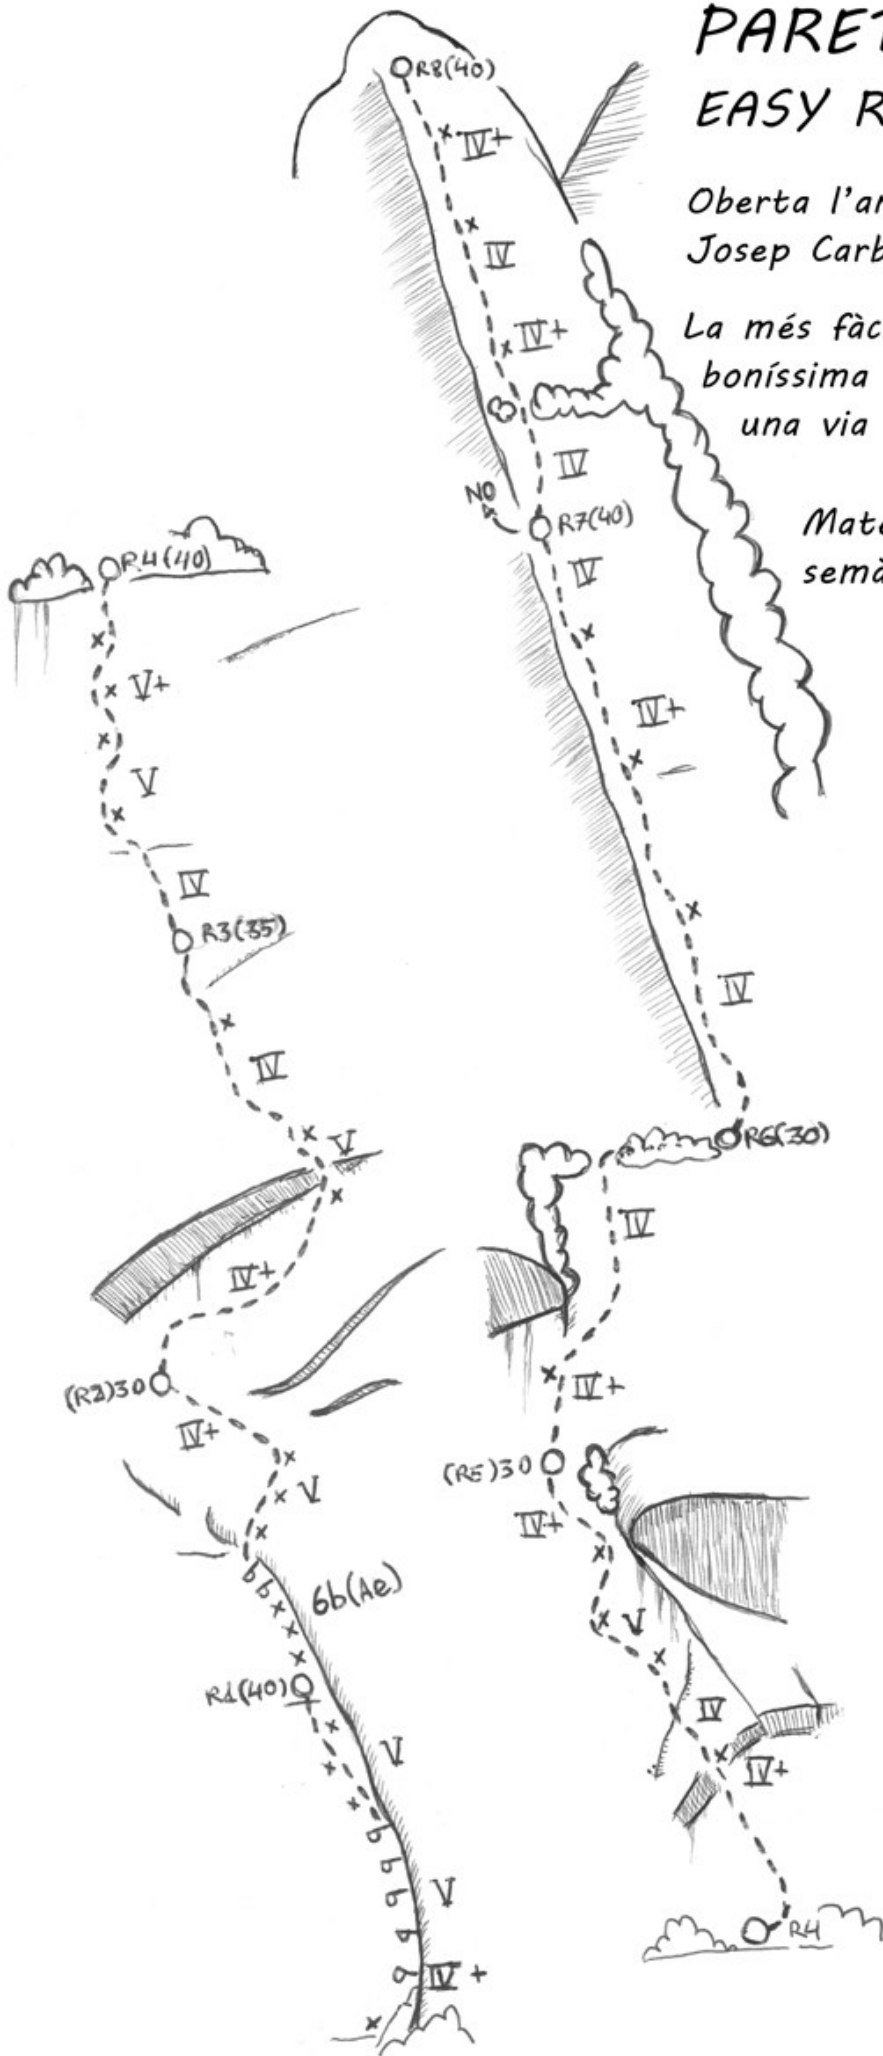 PARET
EASY R
Oberta l'an
Josep Carb
La més fàc
boníssima
una via
Mate
semà
R8(40)
IV+
IV
IV+
IV
NO
R7(40)
IV
IV+
IV
R6(30)
IV
IV+
(R5)30
IV+
V
IV
IV+
R4
R4(40)
V+
V
IV
R3(35)
IV
V
IV+
(R2)30
IV+
V
6b(Ae)
R1(40)
V
V
IV+